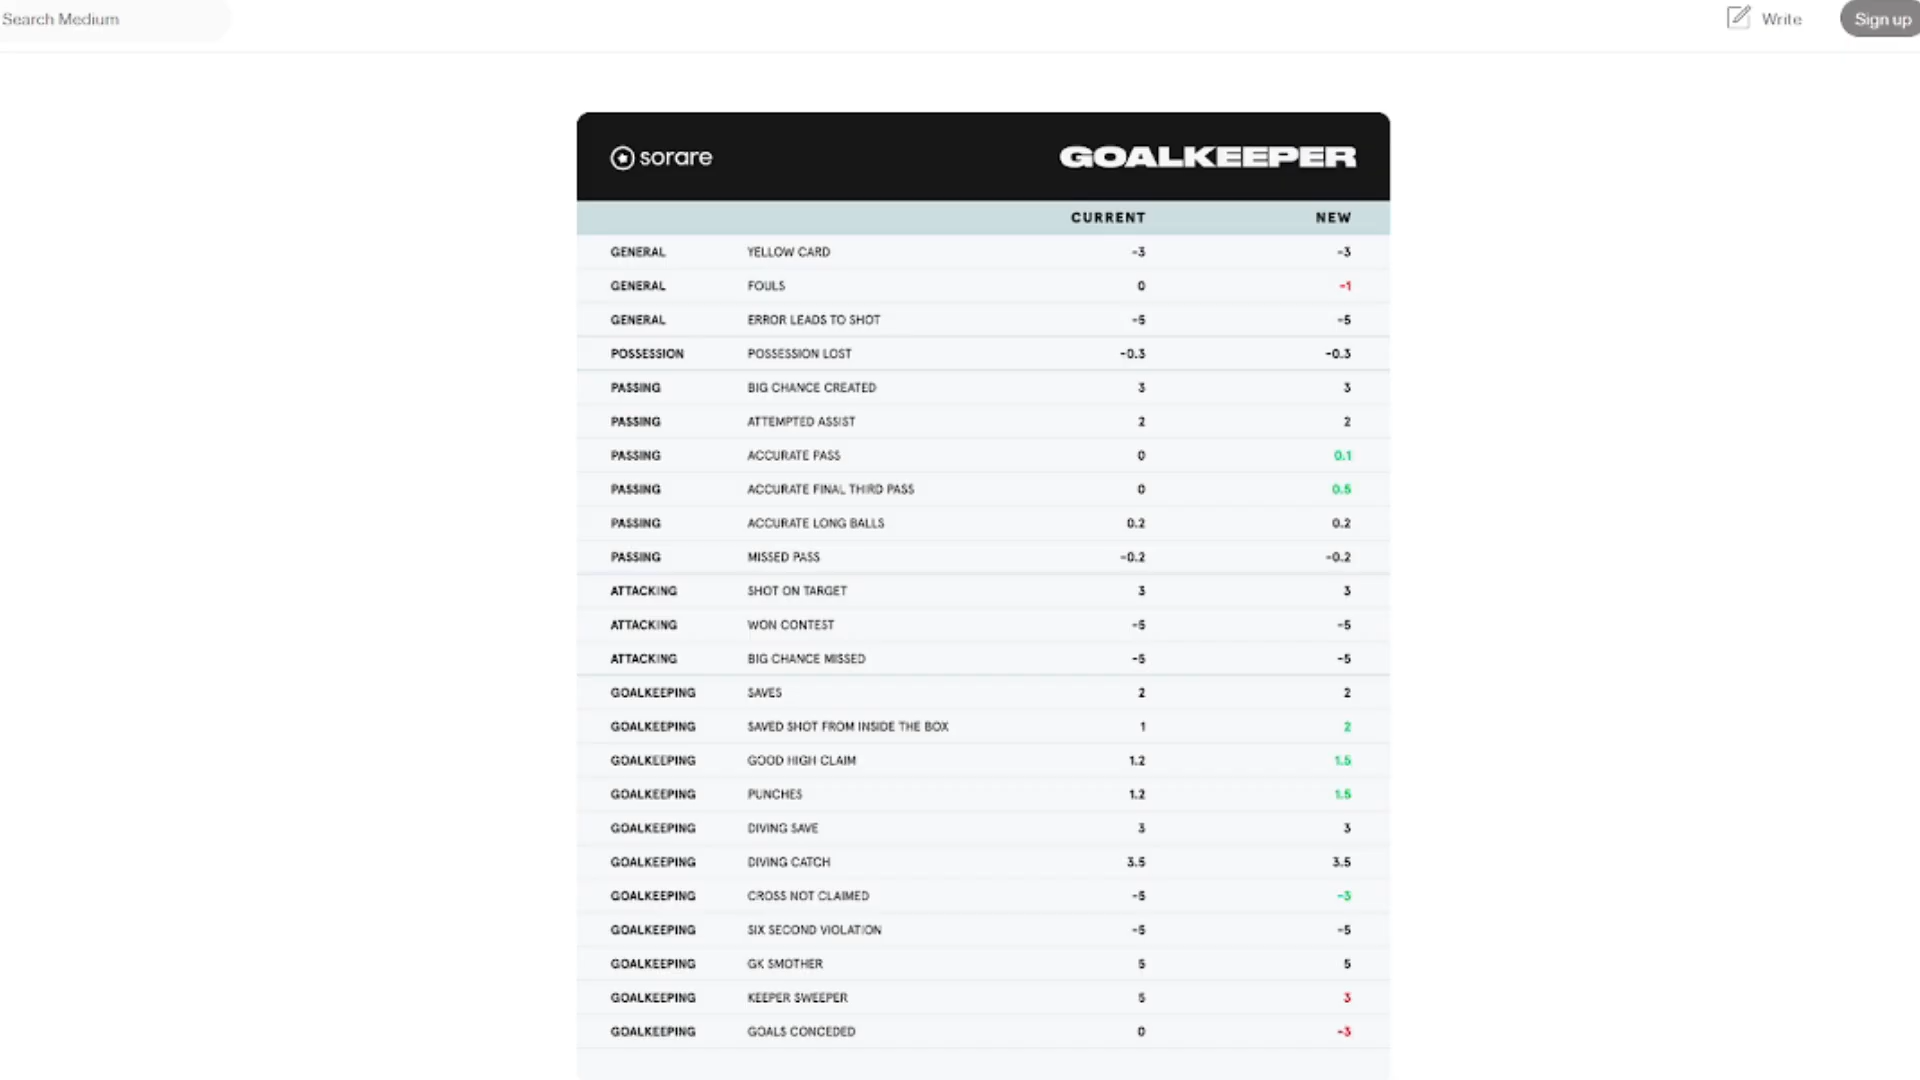 Search Medium
Write
Sign up
sorare
GOALKEEPER
CURRENT NEW
GENERAL YELLOW CARD -3 -3
GENERAL FOULS 0 -1
GENERAL ERROR LEADS TO SHOT -5 -5
POSSESSION POSSESSION LOST -0.3 -0.3
PASSING BIG CHANCE CREATED 3 3
PASSING ATTEMPTED ASSIST 2 2
PASSING ACCURATE PASS 0 0.1
PASSING ACCURATE FINAL THIRD PASS 0 0.5
PASSING ACCURATE LONG BALLS 0.2 0.2
PASSING MISSED PASS -0.2 -0.2
ATTACKING SHOT ON TARGET 3 3
ATTACKING WON CONTEST -5 -5
ATTACKING BIG CHANCE MISSED -5 -5
GOALKEEPING SAVES 2 2
GOALKEEPING SAVED SHOT FROM INSIDE THE BOX 1 2
GOALKEEPING GOOD HIGH CLAIM 1.2 1.5
GOALKEEPING PUNCHES 1.2 1.5
GOALKEEPING DIVING SAVE 3 3
GOALKEEPING DIVING CATCH 3.5 3.5
GOALKEEPING CROSS NOT CLAIMED -5 -3
GOALKEEPING SIX SECOND VIOLATION -5 -5
GOALKEEPING GK SMOTHER 5 5
GOALKEEPING KEEPER SWEEPER 5 3
GOALKEEPING GOALS CONCEDED 0 -3